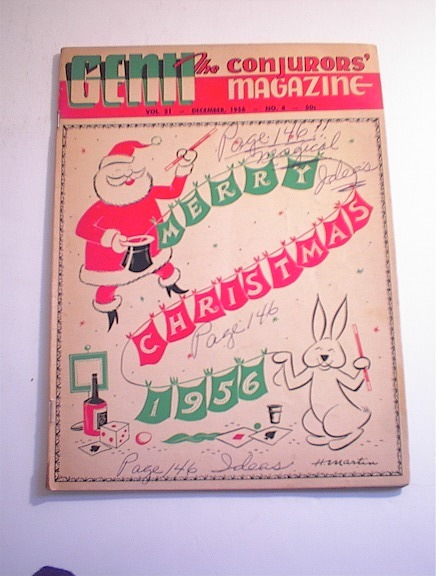 GENII The CONJURORS'
MAGAZINE
VOL. 21 - DECEMBER, 1956 - NO. 4 - 50c
Page 146!!
magical
Ideas
MERRY
CHRISTMAS
Page 146
1956
Page 146 Ideas
H. Martin